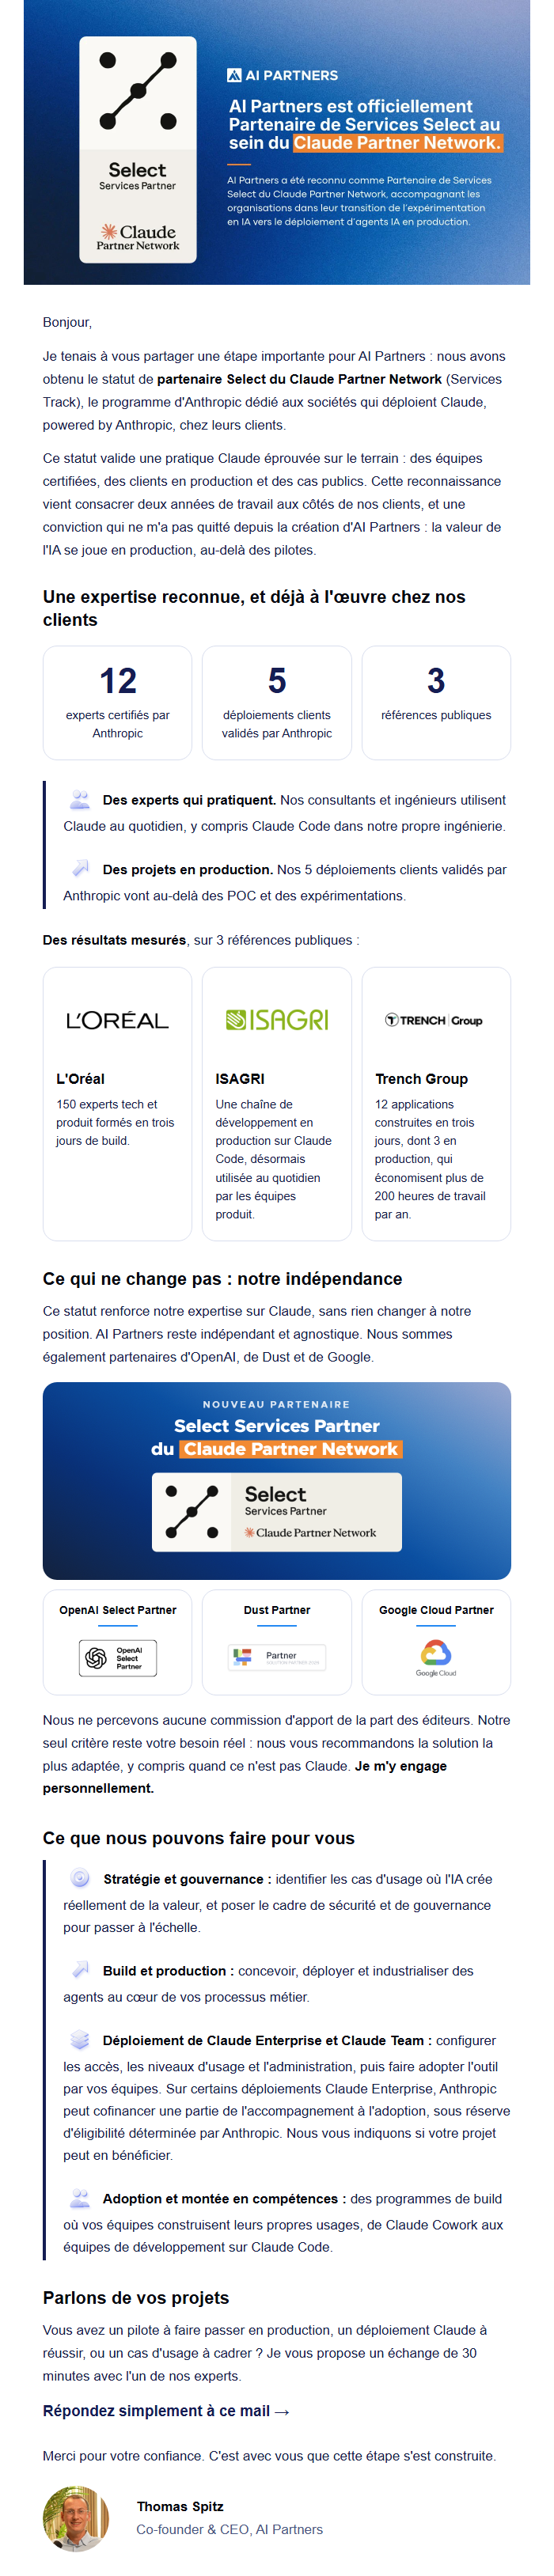 Select
Services Partner
Claude
Partner Network
AI PARTNERS
AI Partners est officiellement
Partenaire de Services Select au
sein du Claude Partner Network.
AI Partners a été reconnu comme Partenaire de Services
Select du Claude Partner Network, accompagnant les
organisations dans leur transition de l'expérimentation
en IA vers le déploiement d'agents IA en production.
Bonjour,
Je tenais à vous partager une étape importante pour AI Partners : nous avons
obtenu le statut de partenaire Select du Claude Partner Network (Services
Track), le programme d'Anthropic dédié aux sociétés qui déploient Claude,
powered by Anthropic, chez leurs clients.
Ce statut valide une pratique Claude éprouvée sur le terrain : des équipes
certifiées, des clients en production et des cas publics. Cette reconnaissance
vient consacrer deux années de travail aux côtés de nos clients, et une
conviction qui ne m'a pas quitté depuis la création d'AI Partners : la valeur de
l'IA se joue en production, au-delà des pilotes.
Une expertise reconnue, et déjà à l'œuvre chez nos
clients
12
experts certifiés par
Anthropic
5
déploiements clients
validés par Anthropic
3
références publiques
Des experts qui pratiquent. Nos consultants et ingénieurs utilisent
Claude au quotidien, y compris Claude Code dans notre propre ingénierie.
Des projets en production. Nos 5 déploiements clients validés par
Anthropic vont au-delà des POC et des expérimentations.
Des résultats mesurés, sur 3 références publiques :
L'ORÉAL
L'Oréal
150 experts tech et
produit formés en trois
jours de build.
ISAGRI
ISAGRI
Une chaîne de
développement en
production sur Claude
Code, désormais
utilisée au quotidien
par les équipes
produit.
TRENCH Group
Trench Group
12 applications
construites en trois
jours, dont 3 en
production, qui
économisent plus de
200 heures de travail
par an.
Ce qui ne change pas : notre indépendance
Ce statut renforce notre expertise sur Claude, sans rien changer à notre
position. AI Partners reste indépendant et agnostique. Nous sommes
également partenaires d'OpenAI, de Dust et de Google.
NOUVEAU PARTENAIRE
Select Services Partner
du Claude Partner Network
Select
Services Partner
Claude Partner Network
OpenAI Select Partner
OpenAI
Select
Partner
Dust Partner
Partner
Google Cloud Partner
Google Cloud
Nous ne percevons aucune commission d'apport de la part des éditeurs. Notre
seul critère reste votre besoin réel : nous vous recommandons la solution la
plus adaptée, y compris quand ce n'est pas Claude. Je m'y engage
personnellement.
Ce que nous pouvons faire pour vous
Stratégie et gouvernance : identifier les cas d'usage où l'IA crée
réellement de la valeur, et poser le cadre de sécurité et de gouvernance
pour passer à l'échelle.
Build et production : concevoir, déployer et industrialiser des
agents au cœur de vos processus métier.
Déploiement de Claude Enterprise et Claude Team : configurer
les accès, les niveaux d'usage et l'administration, puis faire adopter l'outil
par vos équipes. Sur certains déploiements Claude Enterprise, Anthropic
peut cofinancer une partie de l'accompagnement à l'adoption, sous réserve
d'éligibilité déterminée par Anthropic. Nous vous indiquons si votre projet
peut en bénéficier.
Adoption et montée en compétences : des programmes de build
où vos équipes construisent leurs propres usages, de Claude Cowork aux
équipes de développement sur Claude Code.
Parlons de vos projets
Vous avez un pilote à faire passer en production, un déploiement Claude à
réussir, ou un cas d'usage à cadrer ? Je vous propose un échange de 30
minutes avec l'un de nos experts.
Répondez simplement à ce mail →
Merci pour votre confiance. C'est avec vous que cette étape s'est construite.
Thomas Spitz
Co-founder & CEO, AI Partners